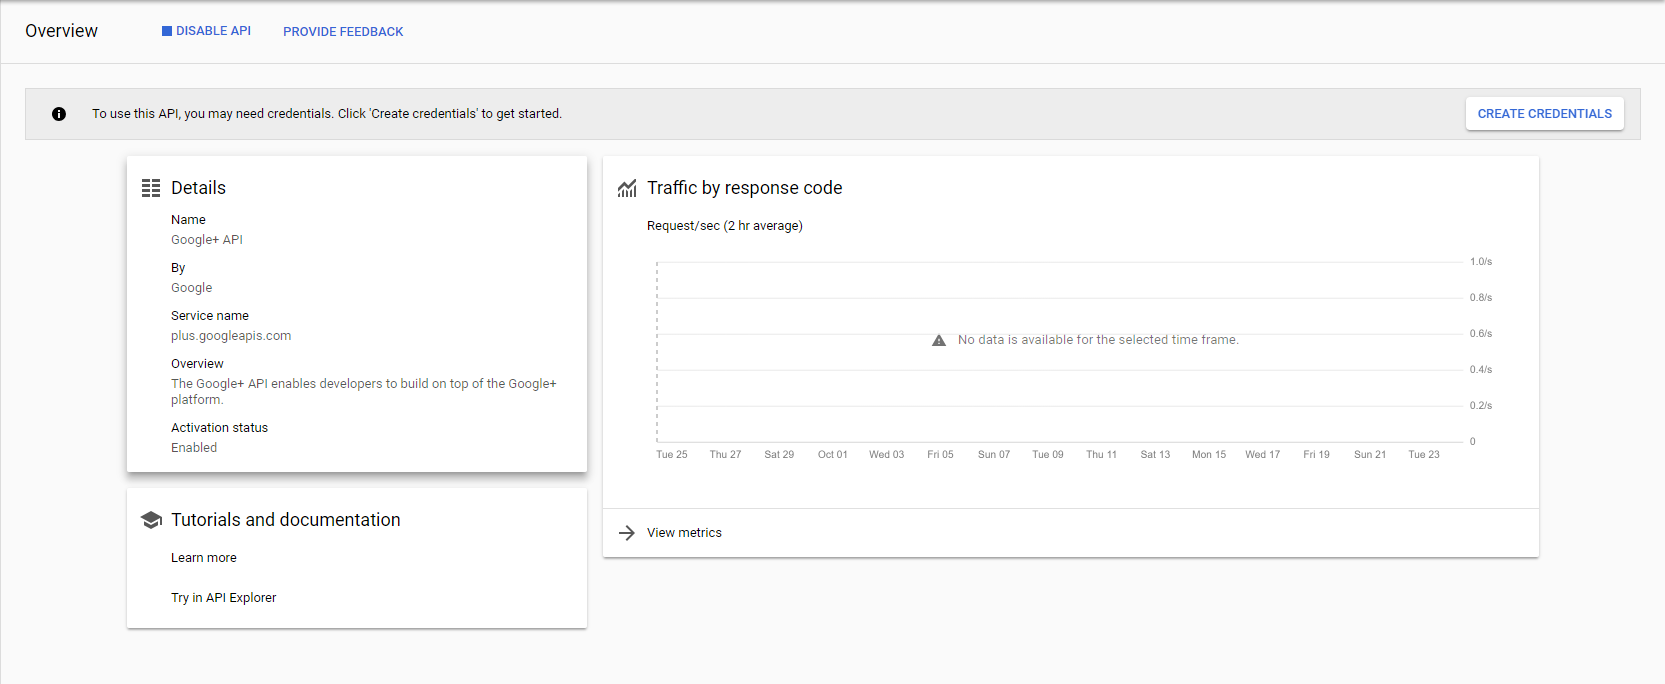 Overview
DISABLE API
PROVIDE FEEDBACK
To use this API, you may need credentials. Click 'Create credentials' to get started.
CREATE CREDENTIALS
Details
Name
Google+ API
By
Google
Service name
plus.googleapis.com
Overview
The Google+ API enables developers to build on top of the Google+
platform.
Activation status
Enabled
Tutorials and documentation
Learn more
Try in API Explorer
Traffic by response code
Request/sec (2 hr average)
1.0/s
0.8/s
0.6/s
No data is available for the selected time frame.
0.4/s
0.2/s
0
Tue 25 Thu 27 Sat 29 Oct 01 Wed 03 Fri 05 Sun 07 Tue 09 Thu 11 Sat 13 Mon 15 Wed 17 Fri 19 Sun 21 Tue 23
View metrics